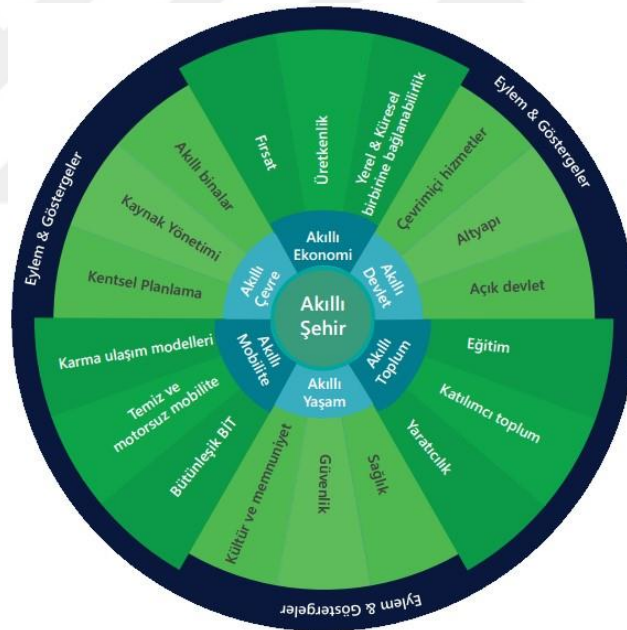 Eylem & Göstergeler
Eylem & Göstergeler
Eylem & Göstergeler
Akıllı
Şehir
Akıllı
Ekonomi
Fırsat
Üretkenlik
Yerel & Küresel
birbirine bağlanabilirlik
Akıllı
Devlet
Çevrimiçi hizmetler
Altyapı
Açık devlet
Akıllı
Toplum
Eğitim
Katılımcı toplum
Yaratıcılık
Akıllı
Yaşam
Sağlık
Güvenlik
Kültür ve memnuniyet
Akıllı
Mobilite
Bütünleşik BİT
Temiz ve
motorsuz mobilite
Karma ulaşım modelleri
Akıllı
Çevre
Kentsel Planlama
Kaynak Yönetimi
Akıllı binalar